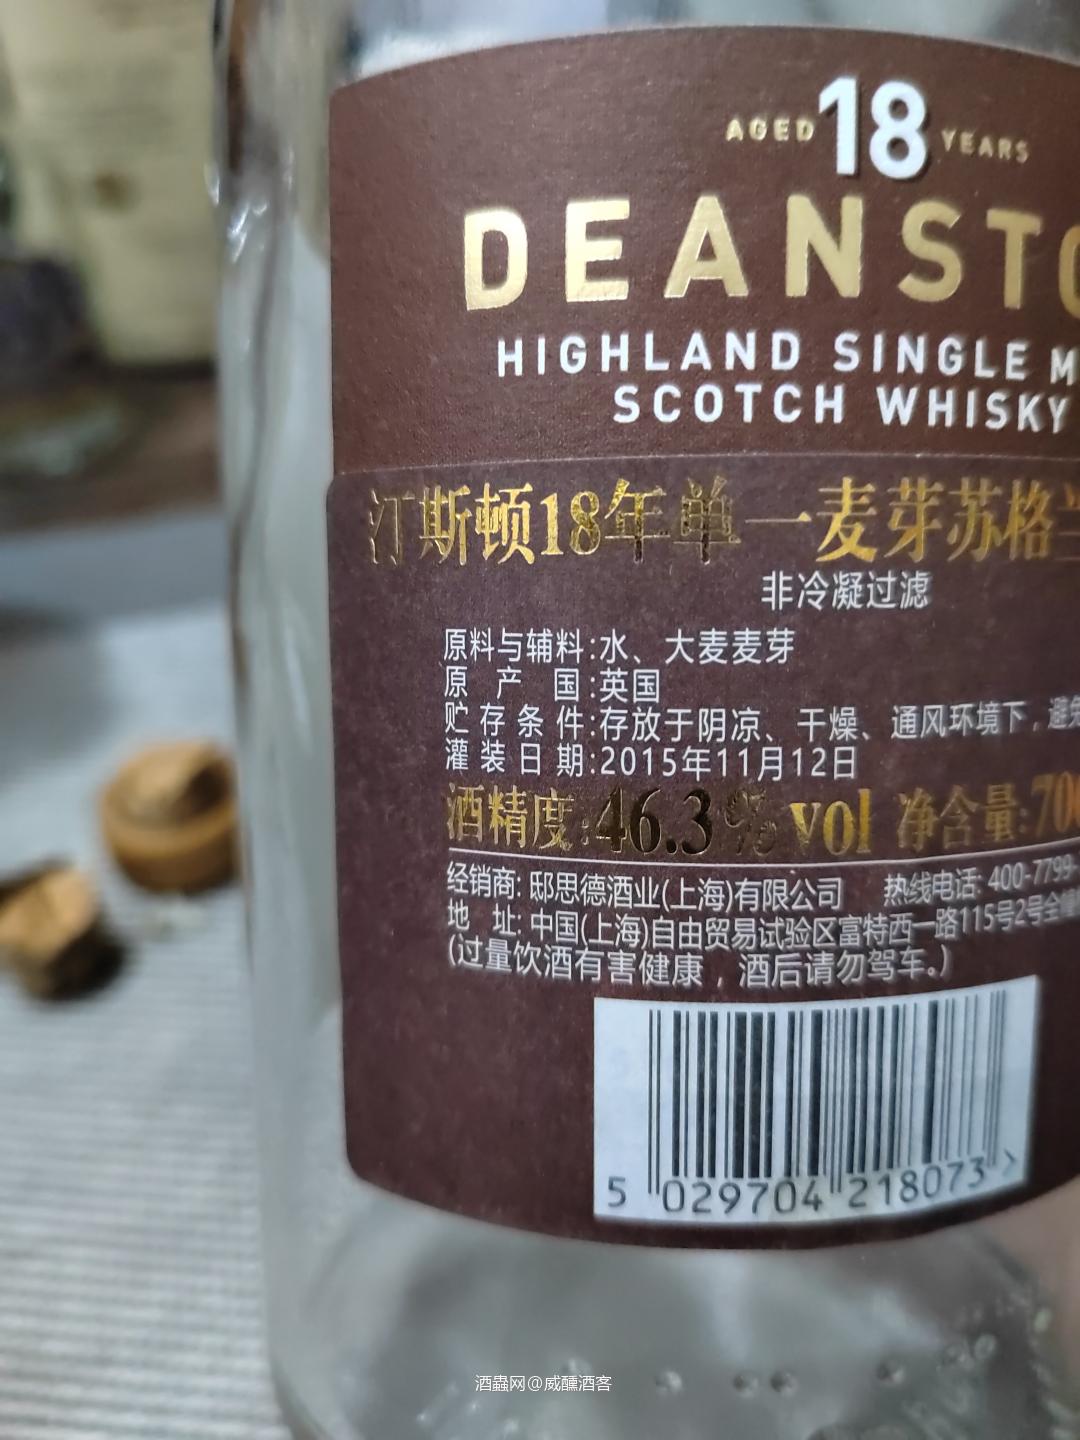 AGED 18 YEARS
DEANSTO
HIGHLAND SINGLE M
SCOTCH WHISKY
汀斯顿18年单一麦芽苏格兰
非冷凝过滤
原料与辅料:水、大麦麦芽
原产国:英国
贮存条件:存放于阴凉、干燥、通风环境下，避免
灌装日期:2015年11月12日
酒精度:46.3%vol 净含量:700
经销商: 邸思德酒业(上海)有限公司 热线电话: 400-7799-
地址: 中国(上海)自由贸易试验区富特西一路115号2号全幢
(过量饮酒有害健康，酒后请勿驾车。)
5 029704 218073 >
酒蟲网@威醺酒客